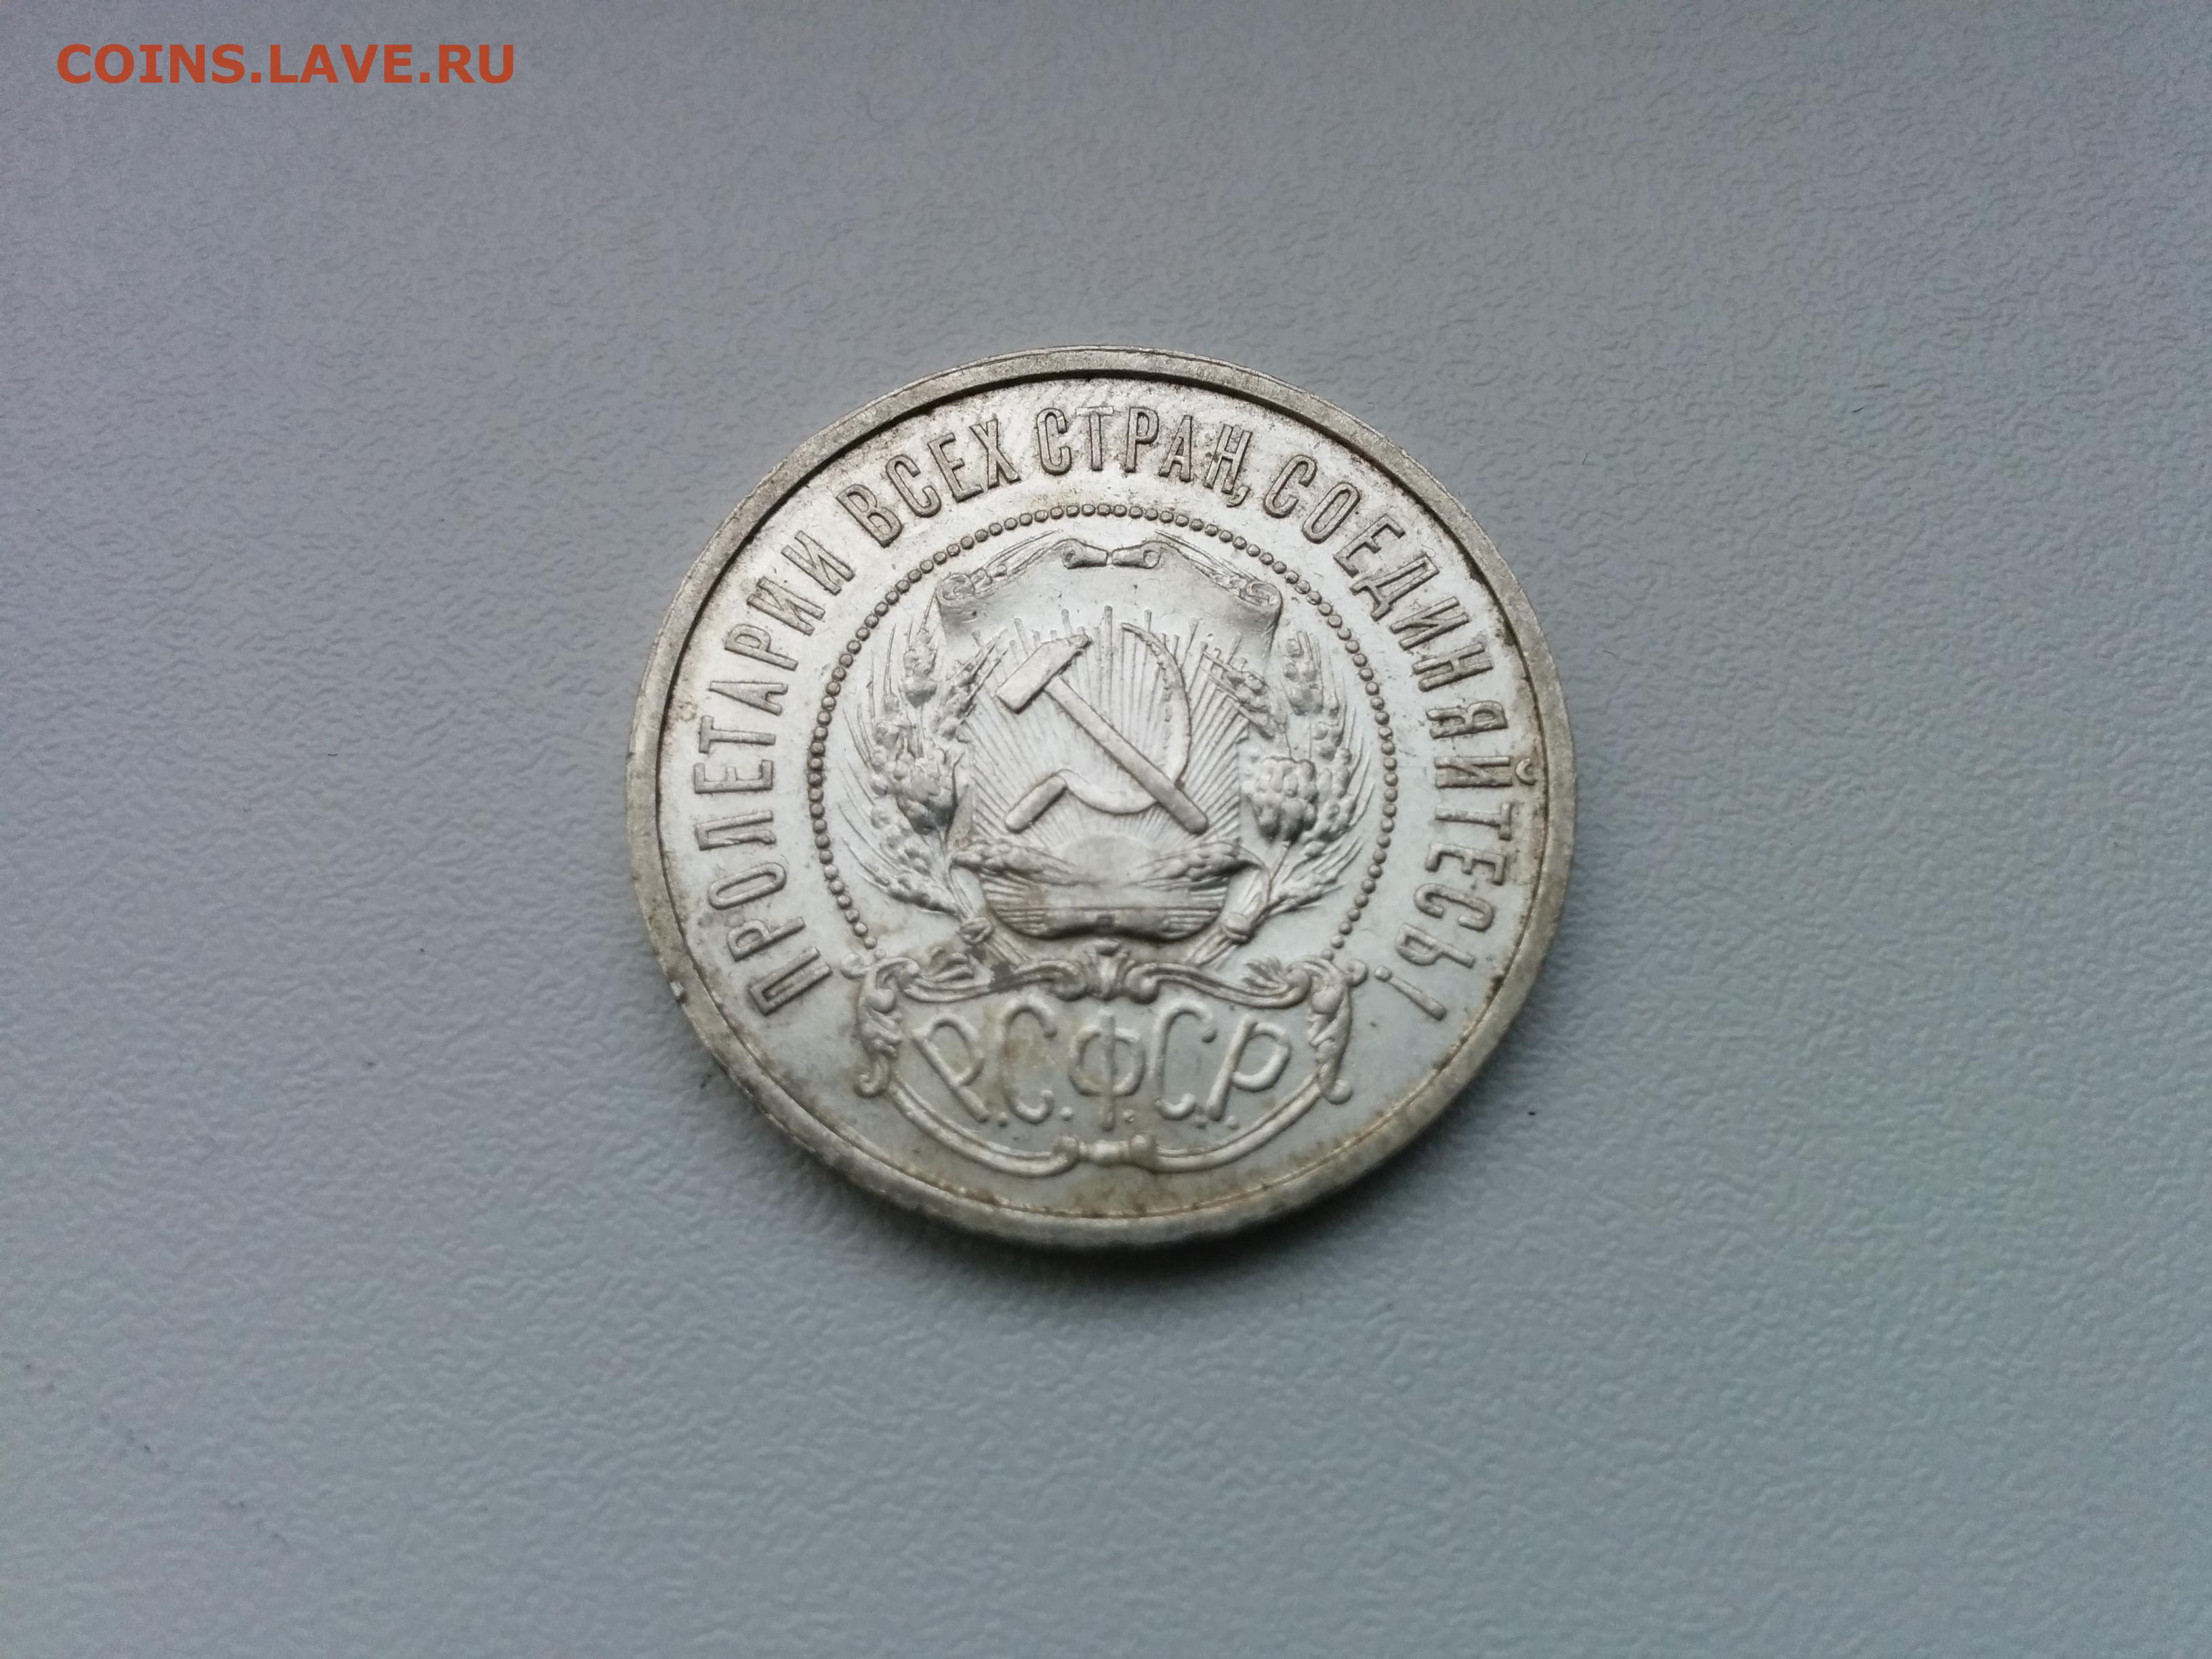 COINS.LAVE.RU
ПРОЛЕТАРИИ ВСЕХ СТРАН, СОЕДИНЯЙТЕСЬ!
Р.С.Ф.С.Р.